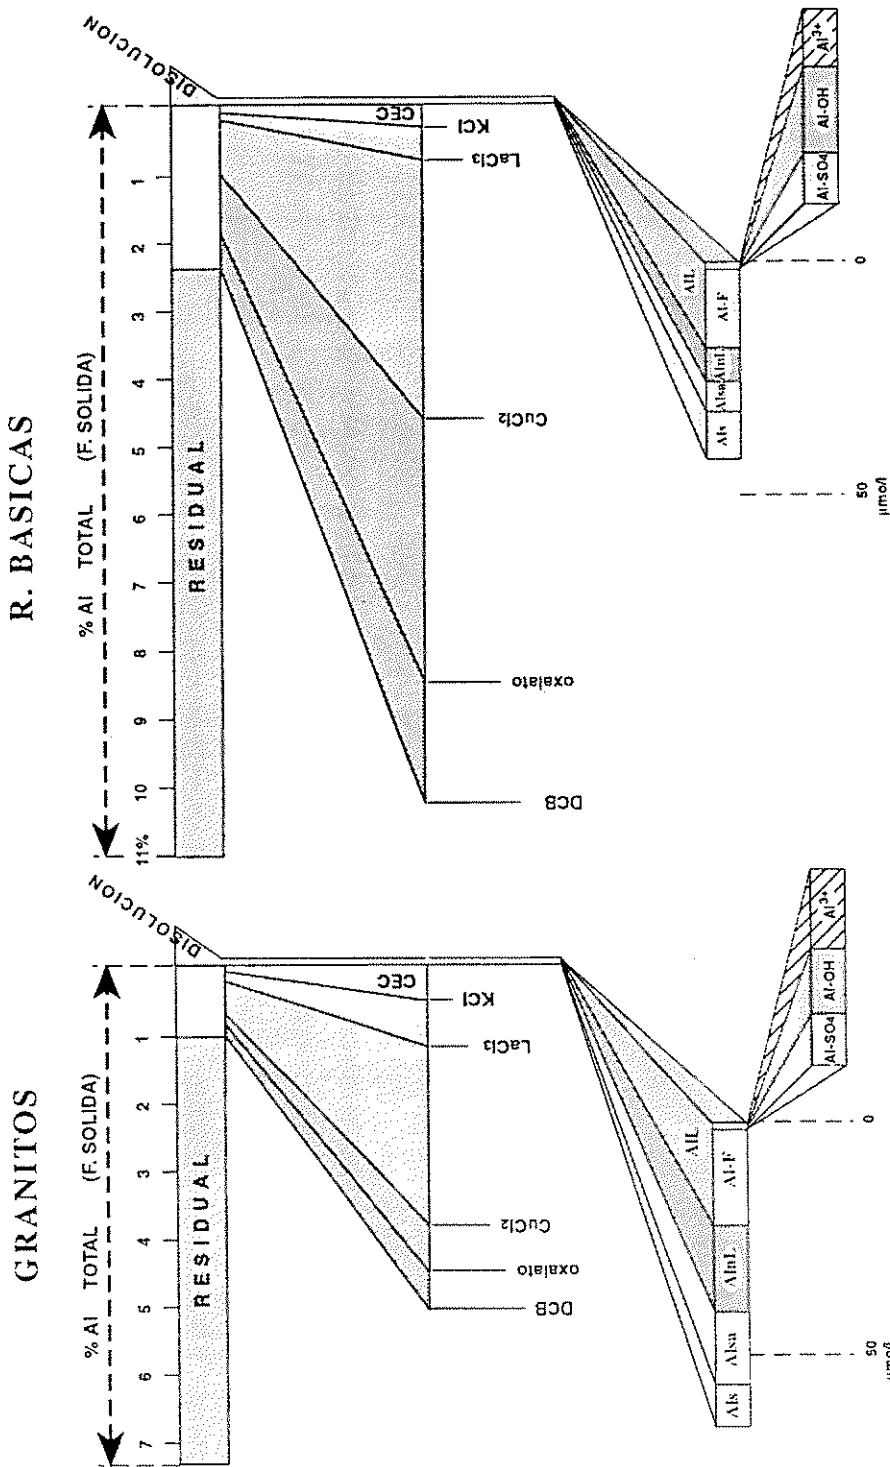 GRANITOS
% Al TOTAL (F. SOLIDA)
1
2
3
4
5
6
7
DISOLUCION
RESIDUAL
CEC
KCl
LaCl3
CuCl2
oxalato
DCB
AlL
Al-F
AlnL
Alsa
Als
Al3+
Al-OH
Al-SO4
0
50
µmo/l
R. BASICAS
% Al TOTAL (F. SOLIDA)
1
2
3
4
5
6
7
8
9
10
11%
DISOLUCION
RESIDUAL
CEC
KCl
LaCl3
CuCl2
oxalato
DCB
AlL
Al-F
AlnL
Alsa
Als
Al3+
Al-OH
Al-SO4
0
50
µmo/l